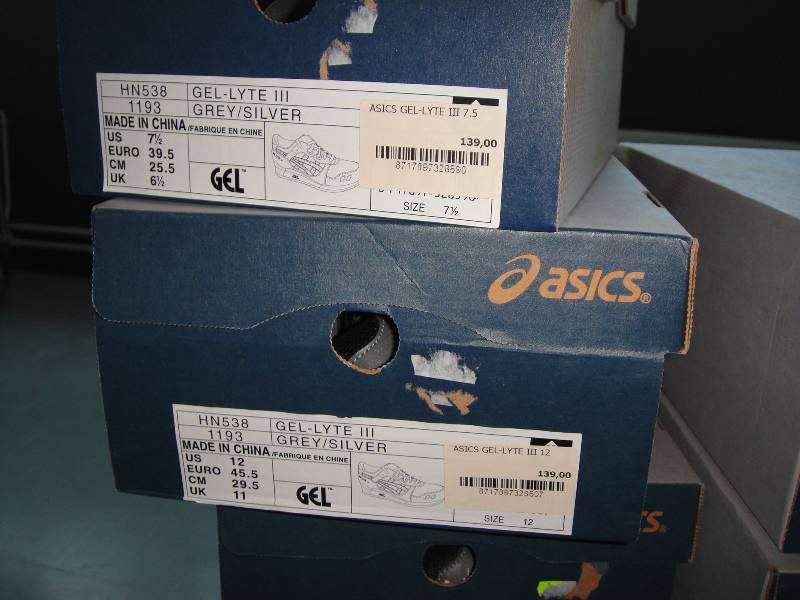 HN538 GEL-LYTE III
1193 GREY/SILVER
MADE IN CHINA /FABRIQUE EN CHINE
US 7½
EURO 39.5
CM 25.5
UK 6½
GEL™
ASICS GEL-LYTE III 7.5
139,00
SIZE 7½
asics®
HN538 GEL-LYTE III
1193 GREY/SILVER
MADE IN CHINA /FABRIQUE EN CHINE
US 12
EURO 45.5
CM 29.5
UK 11
GEL™
ASICS GEL-LYTE III 12
139,00
SIZE 12
cs.